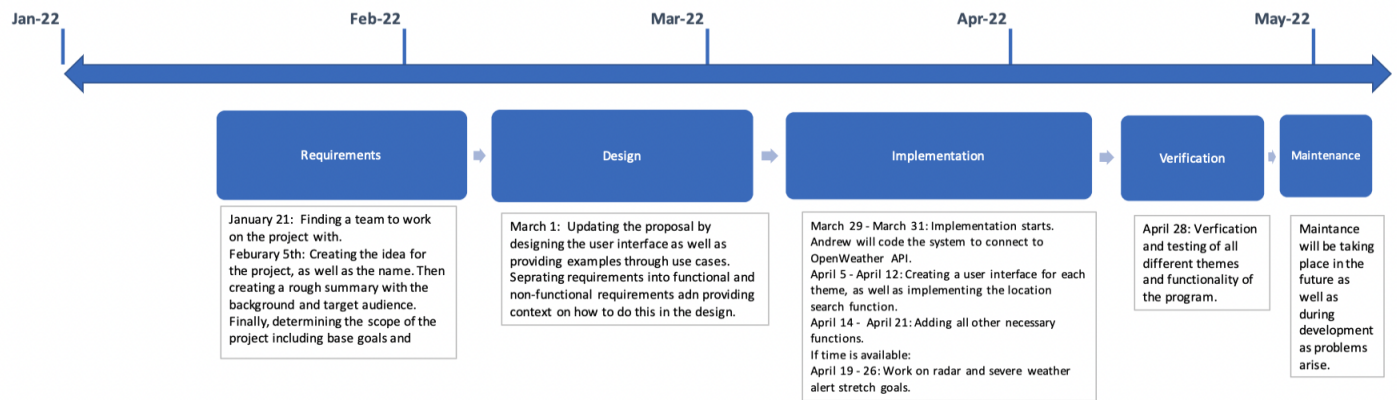 Jan-22
Feb-22
Mar-22
Apr-22
May-22
Requirements
Design
Implementation
Verification
Maintenance
January 21:  Finding a team to work
on the project with.
Feburary 5th: Creating the idea for
the project, as well as the name. Then
creating a rough summary with the
background and target audience.
Finally, determining the scope of the
project including base goals and
March 1:  Updating the proposal by
designing the user interface as well as
providing examples through use cases.
Seprating requirements into functional and
non-functional requirements adn providing
context on how to do this in the design.
March 29 - March 31: Implementation starts.
Andrew will code the system to connect to
OpenWeather API.
April 5 - April 12: Creating a user interface for each
theme, as well as implementing the location
search function.
April 14 - April 21: Adding all other necessary
functions.
If time is available:
April 19 - 26: Work on radar and severe weather
alert stretch goals.
April 28: Verfication
and testing of all
different themes
and functionality of
the program.
Maintance
will be taking
place in the
future as
well as
during
development
as problems
arise.